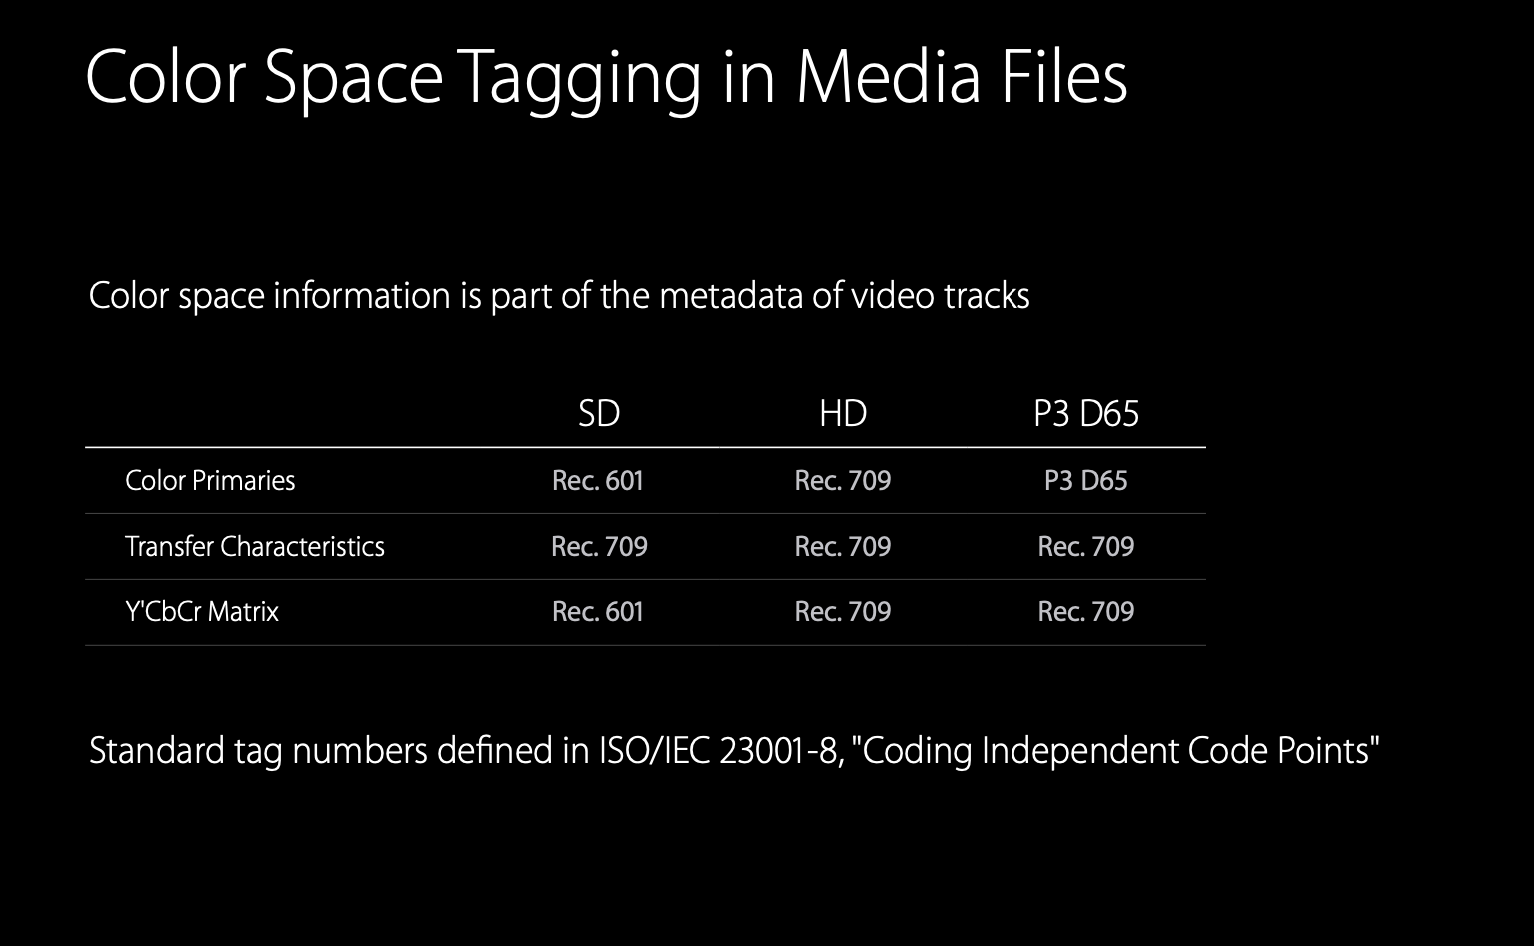 Color Space Tagging in Media Files
Color space information is part of the metadata of video tracks
SD HD P3 D65
Color Primaries Rec. 601 Rec. 709 P3 D65
Transfer Characteristics Rec. 709 Rec. 709 Rec. 709
Y'CbCr Matrix Rec. 601 Rec. 709 Rec. 709
Standard tag numbers defined in ISO/IEC 23001-8, "Coding Independent Code Points"